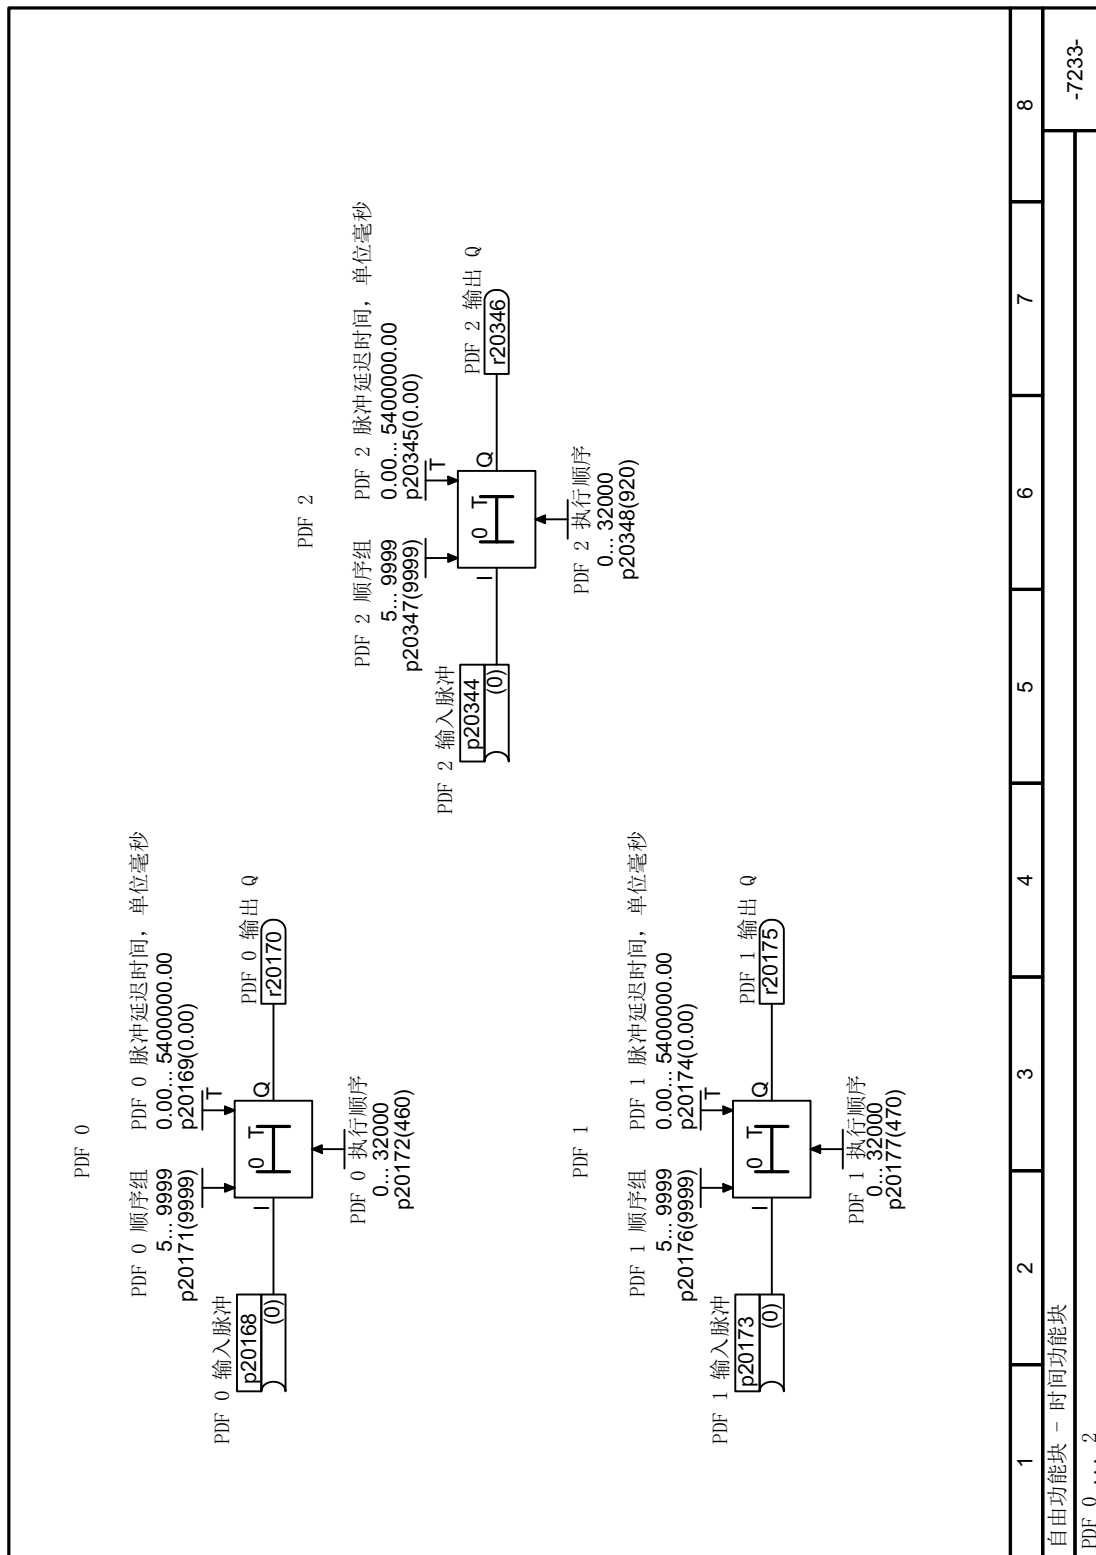 PDF 0
PDF 0 顺序组
5... 9999
p20171(9999)
PDF 0 脉冲延迟时间, 单位毫秒
0.00... 5400000.00
p20169(0.00)
T
PDF 0 输入脉冲
p20168
(0)
I
0 T
Q
PDF 0 输出 Q
r20170
PDF 0 执行顺序
0... 32000
p20172(460)
PDF 2
PDF 2 顺序组
5... 9999
p20347(9999)
PDF 2 脉冲延迟时间, 单位毫秒
0.00... 5400000.00
p20345(0.00)
T
PDF 2 输入脉冲
p20344
(0)
I
0 T
Q
PDF 2 输出 Q
r20346
PDF 2 执行顺序
0... 32000
p20348(920)
PDF 1
PDF 1 顺序组
5... 9999
p20176(9999)
PDF 1 脉冲延迟时间, 单位毫秒
0.00... 5400000.00
p20174(0.00)
T
PDF 1 输入脉冲
p20173
(0)
I
0 T
Q
PDF 1 输出 Q
r20175
PDF 1 执行顺序
0... 32000
p20177(470)
1 2 3 4 5 6 7 8
自由功能块 - 时间功能块
PDF 0 ... 2
-7233-